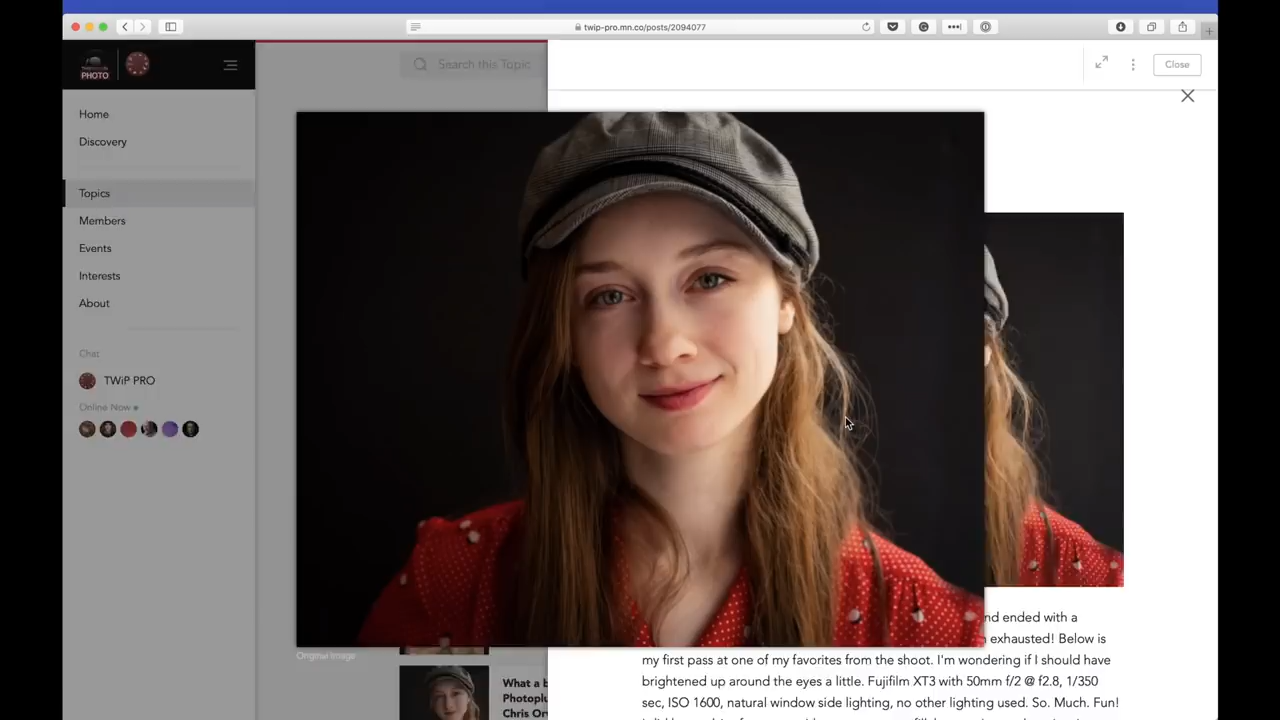 twip-pro.mn.co/posts/2094077
PHOTO
Search this Topic
Close
Home
Discovery
Topics
Members
Events
Interests
About
Chat
TWiP PRO
Online Now
Original Image
What a b
Photoplu
Chris Or
nd ended with a
exhausted! Below is
my first pass at one of my favorites from the shoot. I'm wondering if I should have
brightened up around the eyes a little. Fujifilm XT3 with 50mm f/2 @ f2.8, 1/350
sec, ISO 1600, natural window side lighting, no other lighting used. So. Much. Fun!